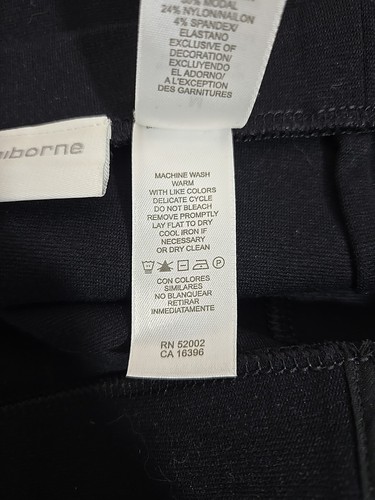 MODAL
24% NYLON/NAILON
4% SPANDEX/
ELASTANO
EXCLUSIVE OF
DECORATION/
EXCLUYENDO
EL ADORNO/
A L'EXCEPTION
DES GARNITURES
iborne
MACHINE WASH
WARM
WITH LIKE COLORS
DELICATE CYCLE
DO NOT BLEACH
REMOVE PROMPTLY
LAY FLAT TO DRY
COOL IRON IF
NECESSARY
OR DRY CLEAN
P
CON COLORES
SIMILARES
NO BLANQUEAR
RETIRAR
INMEDIATAMENTE
RN 52002
CA 16396